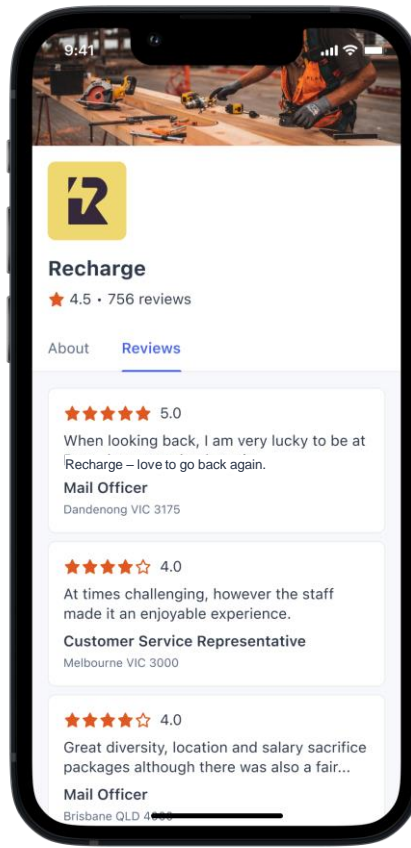 9:41
R
Recharge
4.5 • 756 reviews
About Reviews
5.0
When looking back, I am very lucky to be at
Recharge – love to go back again.
Mail Officer
Dandenong VIC 3175
4.0
At times challenging, however the staff
made it an enjoyable experience.
Customer Service Representative
Melbourne VIC 3000
4.0
Great diversity, location and salary sacrifice
packages although there was also a fair...
Mail Officer
Brisbane QLD